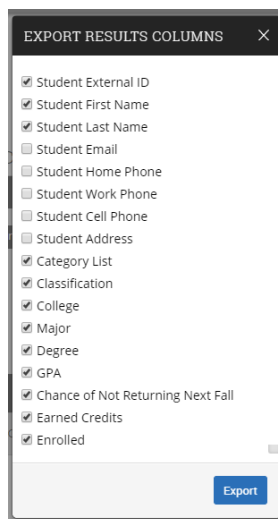 EXPORT RESULTS COLUMNS ×
Student External ID
Student First Name
Student Last Name
Student Email
Student Home Phone
Student Work Phone
Student Cell Phone
Student Address
Category List
Classification
College
Major
Degree
GPA
Chance of Not Returning Next Fall
Earned Credits
Enrolled
Export